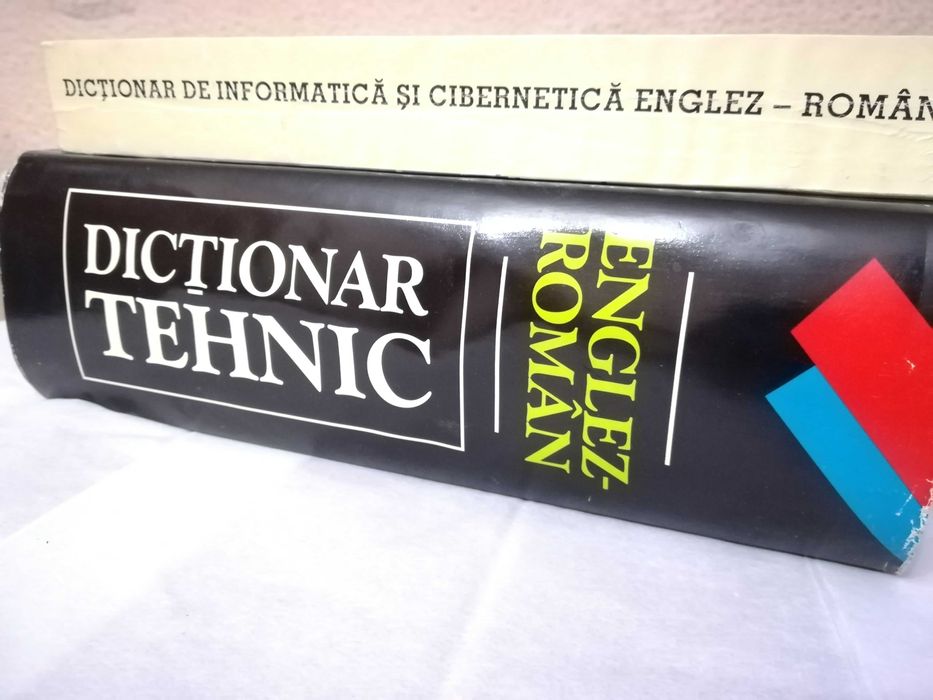 DICȚIONAR DE INFORMATICĂ ȘI CIBERNETICĂ ENGLEZ – ROMÂN
DICȚIONAR
TEHNIC
ENGLEZ-
ROMÂN